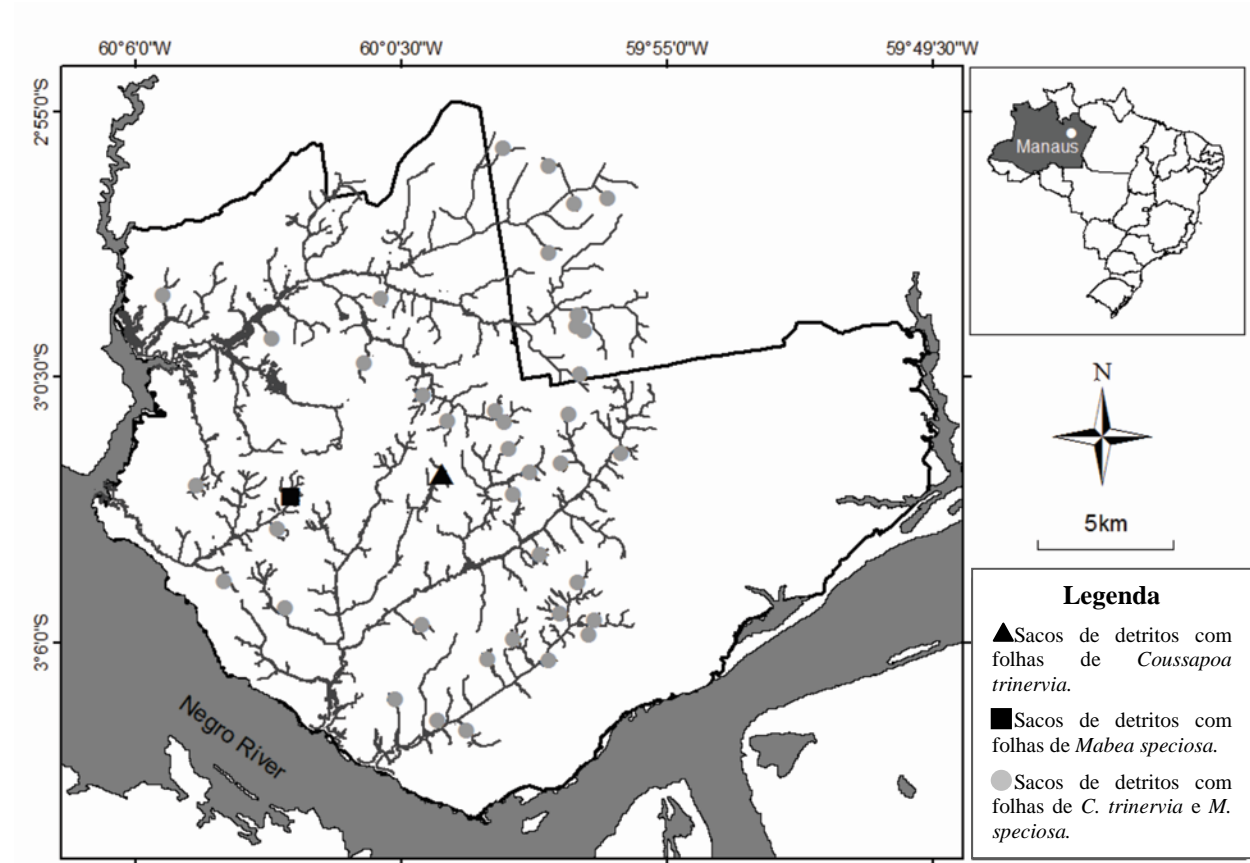 60°6'0"W 60°0'30"W 59°55'0"W 59°49'30"W
2°55'0"S
3°0'30"S
3°6'0"S
Negro River
Manaus
N
5km
Legenda
Sacos de detritos com
folhas de Coussapoa
trinervia.
Sacos de detritos com
folhas de Mabea speciosa.
Sacos de detritos com
folhas de C. trinervia e M.
speciosa.